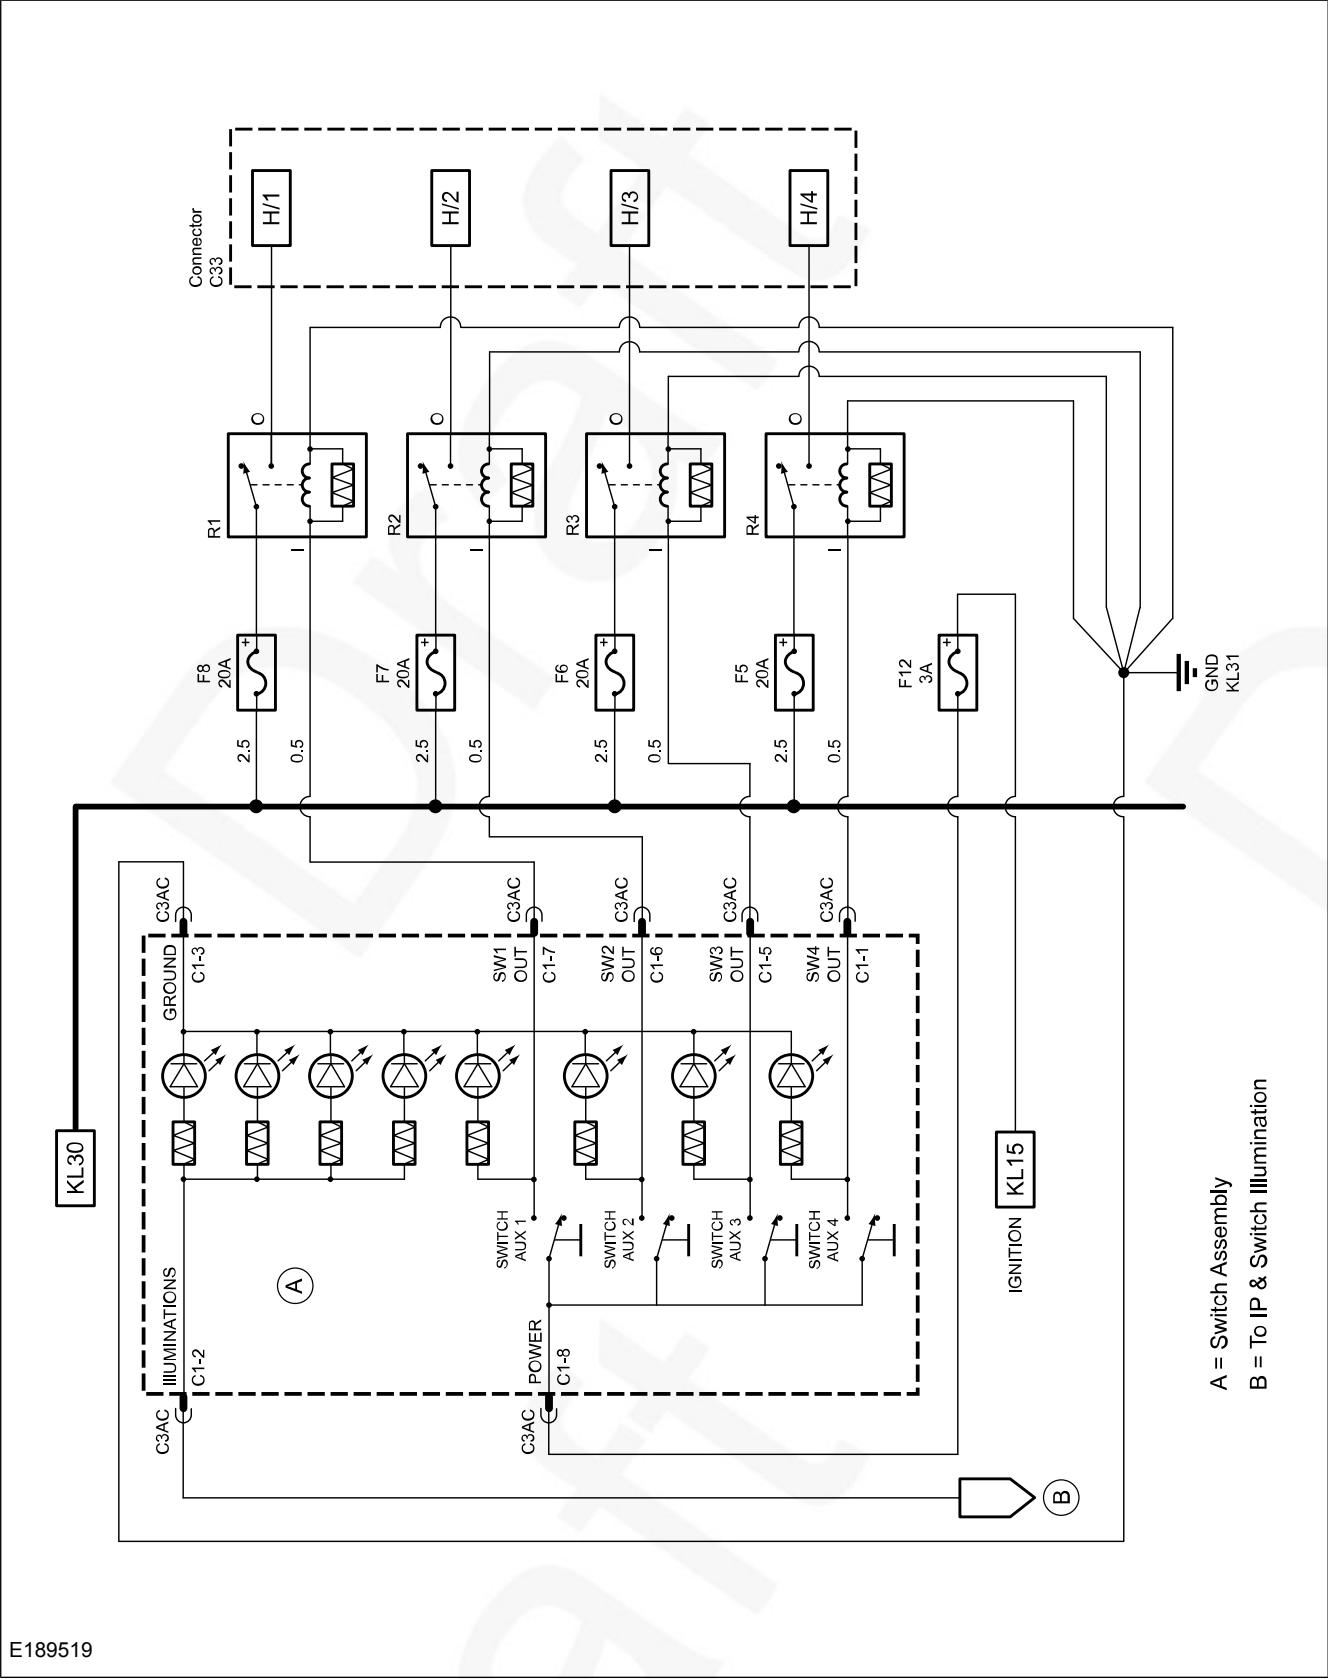 Connector
C33
H/1
H/2
H/3
H/4
O
O
O
O
R1
R2
R3
R4
I
I
I
I
F8
20A
F7
20A
F6
20A
F5
20A
F12
3A
+
+
+
+
+
2.5
0.5
2.5
0.5
2.5
0.5
2.5
0.5
GND
KL31
KL30
C3AC
C3AC
C3AC
C3AC
C3AC
GROUND
C1-3
SW1
OUT
C1-7
SW2
OUT
C1-6
SW3
OUT
C1-5
SW4
OUT
C1-1
SWITCH
AUX 1
SWITCH
AUX 2
SWITCH
AUX 3
SWITCH
AUX 4
KL15
IGNITION
A
ILLUMINATIONS
C1-2
POWER
C1-8
C3AC
C3AC
B
A = Switch Assembly
B = To IP & Switch Illumination
E189519
Draft